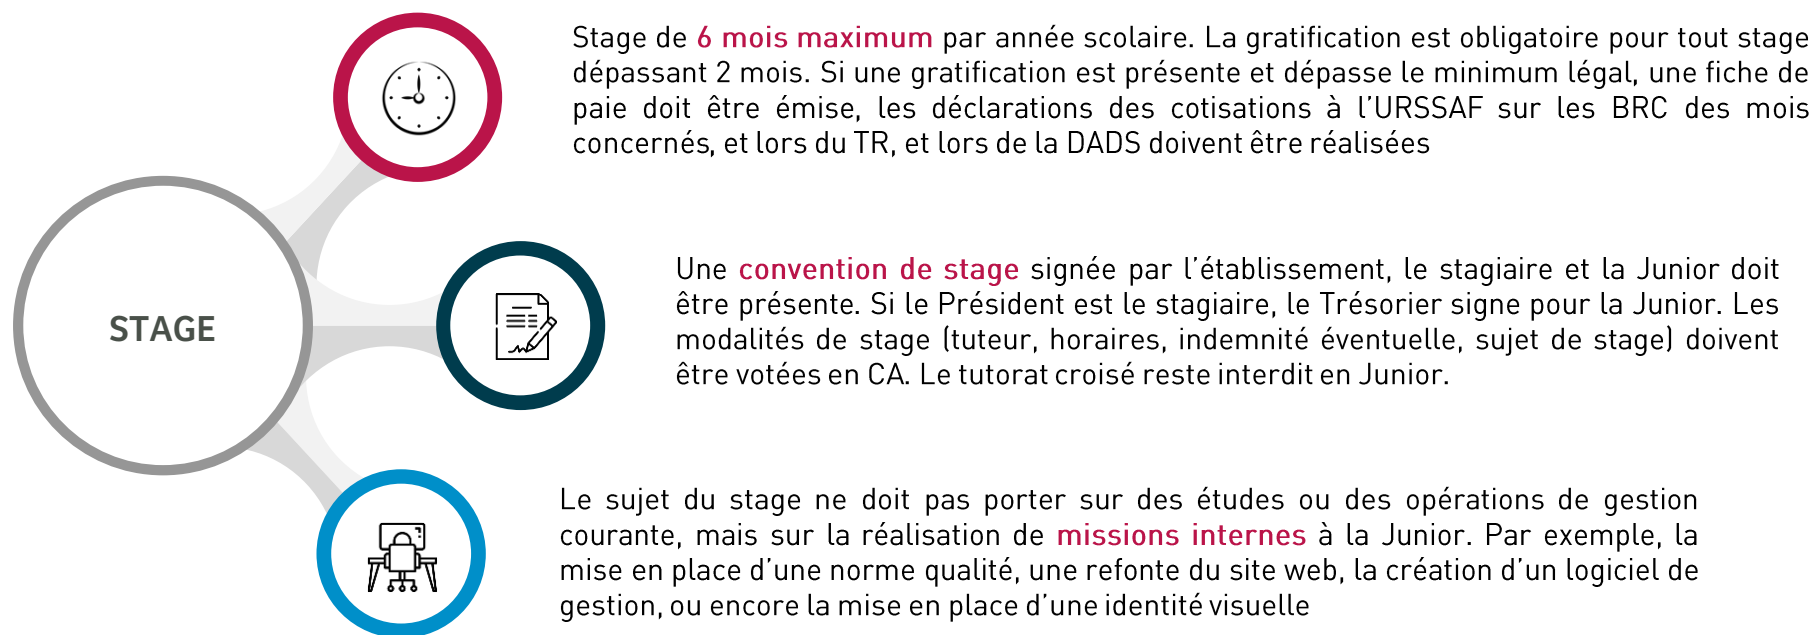 Stage de 6 mois maximum par année scolaire. La gratification est obligatoire pour tout stage
dépassant 2 mois. Si une gratification est présente et dépasse le minimum légal, une fiche de
paie doit être émise, les déclarations des cotisations à l'URSSAF sur les BRC des mois
concernés, et lors du TR, et lors de la DADS doivent être réalisées
STAGE
Une convention de stage signée par l'établissement, le stagiaire et la Junior doit
être présente. Si le Président est le stagiaire, le Trésorier signe pour la Junior. Les
modalités de stage (tuteur, horaires, indemnité éventuelle, sujet de stage) doivent
être votées en CA. Le tutorat croisé reste interdit en Junior.
Le sujet du stage ne doit pas porter sur des études ou des opérations de gestion
courante, mais sur la réalisation de missions internes à la Junior. Par exemple, la
mise en place d'une norme qualité, une refonte du site web, la création d'un logiciel de
gestion, ou encore la mise en place d'une identité visuelle